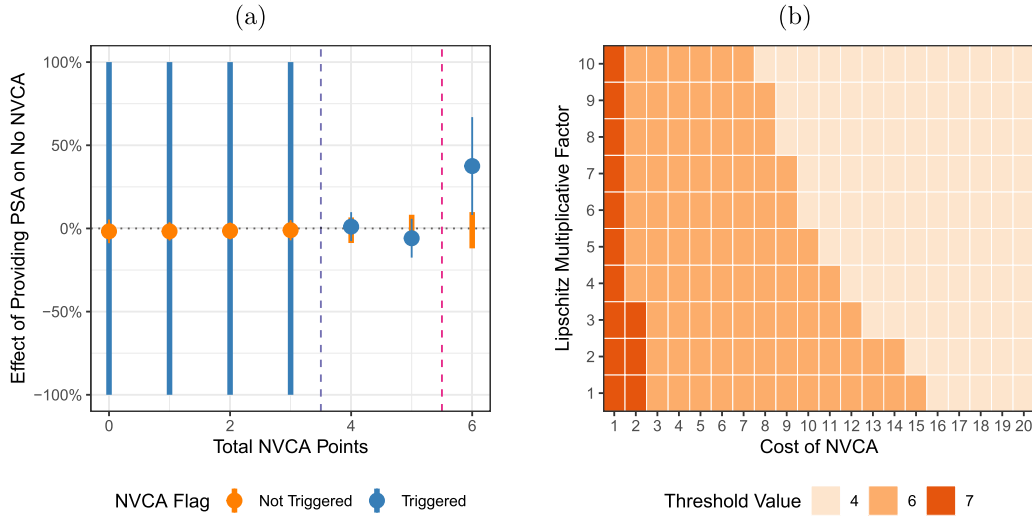 (a)
Effect of Providing PSA on No NVCA
100%
50%
0%
−50%
−100%
0
2
4
6
Total NVCA Points
NVCA Flag
Not Triggered
Triggered
(b)
Lipschitz Multiplicative Factor
10
9
8
7
6
5
4
3
2
1
1 2 3 4 5 6 7 8 9 10 11 12 13 14 15 16 17 18 19 20
Cost of NVCA
Threshold Value
4
6
7